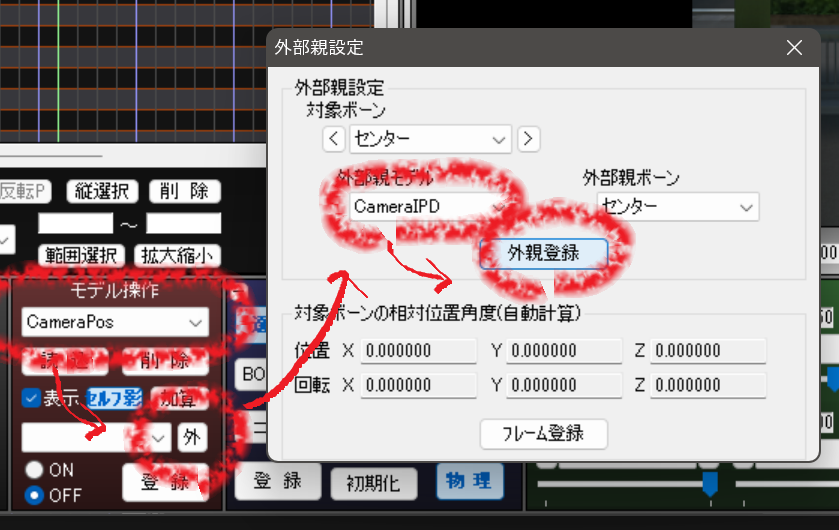 外部親設定
外部親設定
対象ボーン
センター
外部親モデル
外部親ボーン
CameraIPD
センター
外親登録
対象ボーンの相対位置角度(自動計算)
位置 X 0.000000 Y 0.000000 Z 0.000000
回転 X 0.000000 Y 0.000000 Z 0.000000
フレーム登録
反転P 縦選択 削 除
～
範囲選択 拡大縮小
モデル操作
CameraPos
削 除
表示 セルフ影 加算
外
ON
OFF
登 録
登 録 初期化 物 理
BO